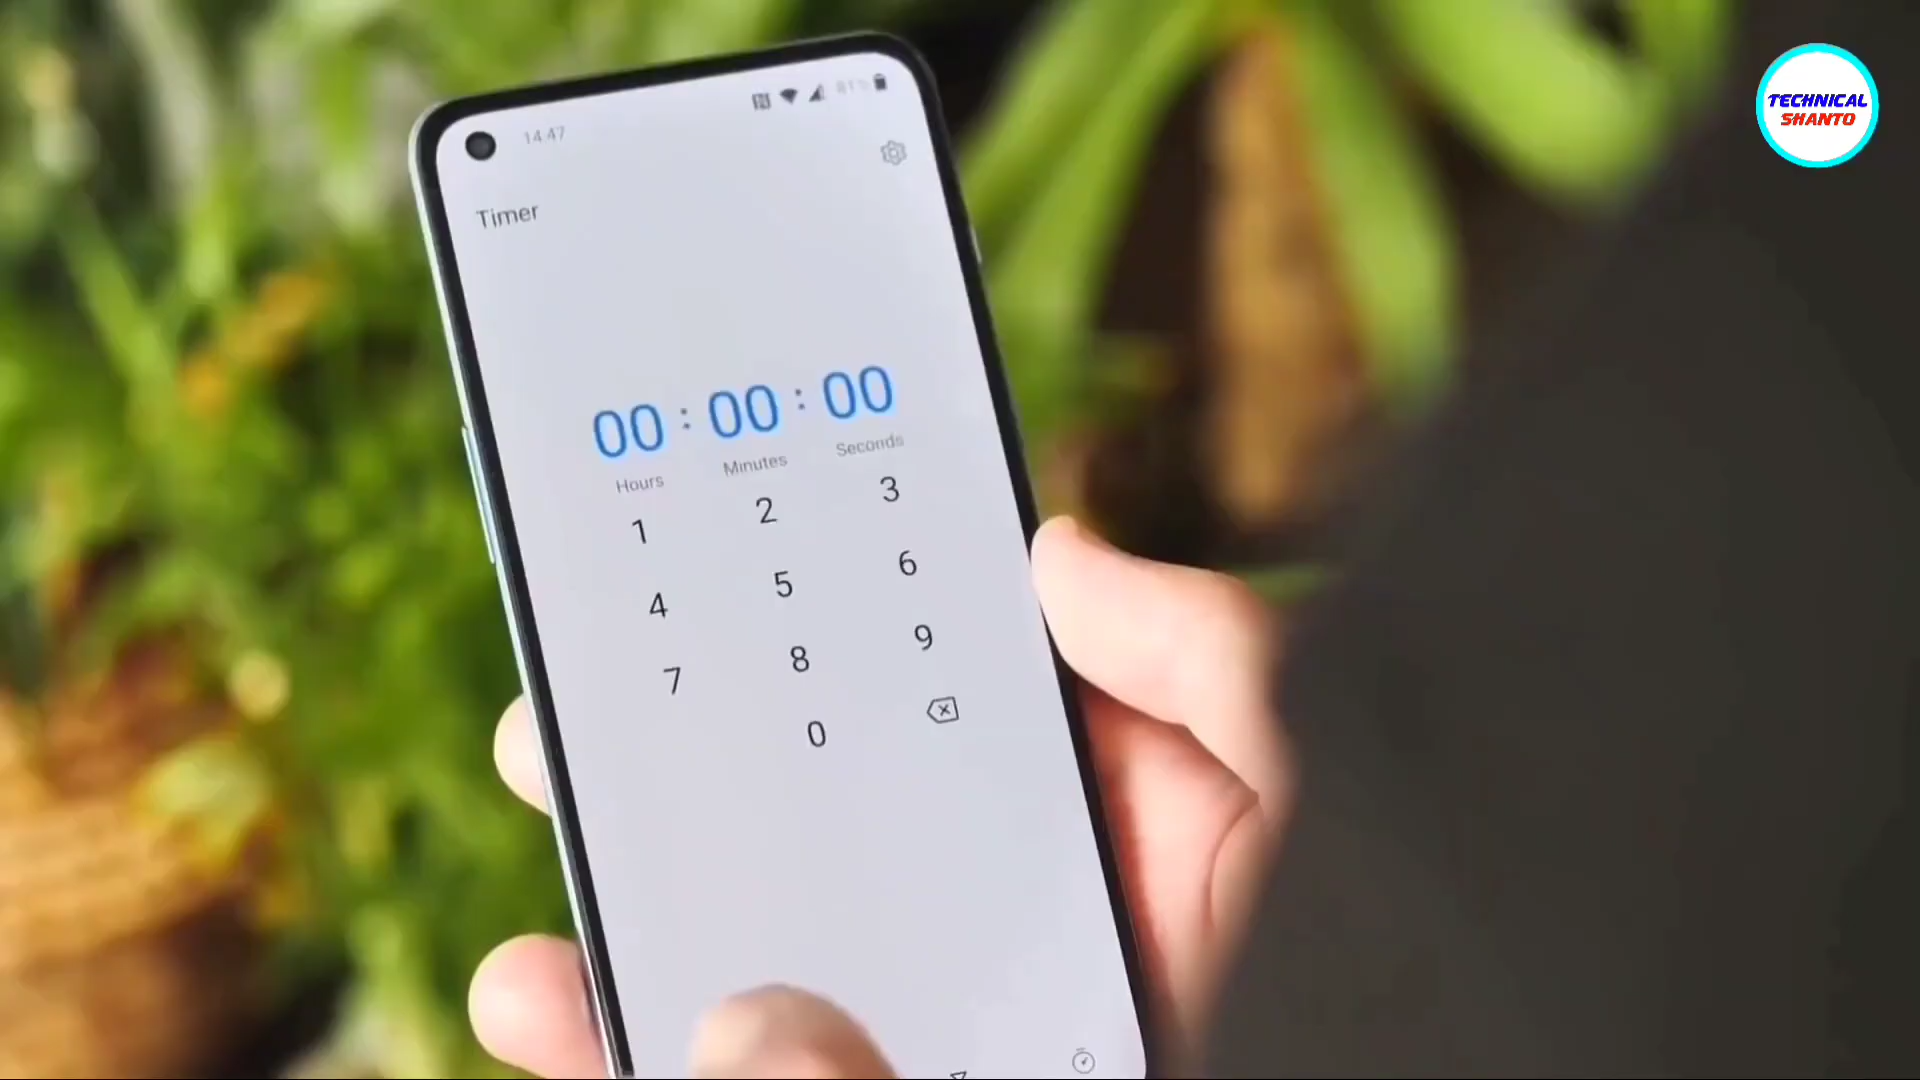 14.47
81%
Timer
00 : 00 : 00
Hours Minutes Seconds
1 2 3
4 5 6
7 8 9
0
TECHNICAL
SHANTO